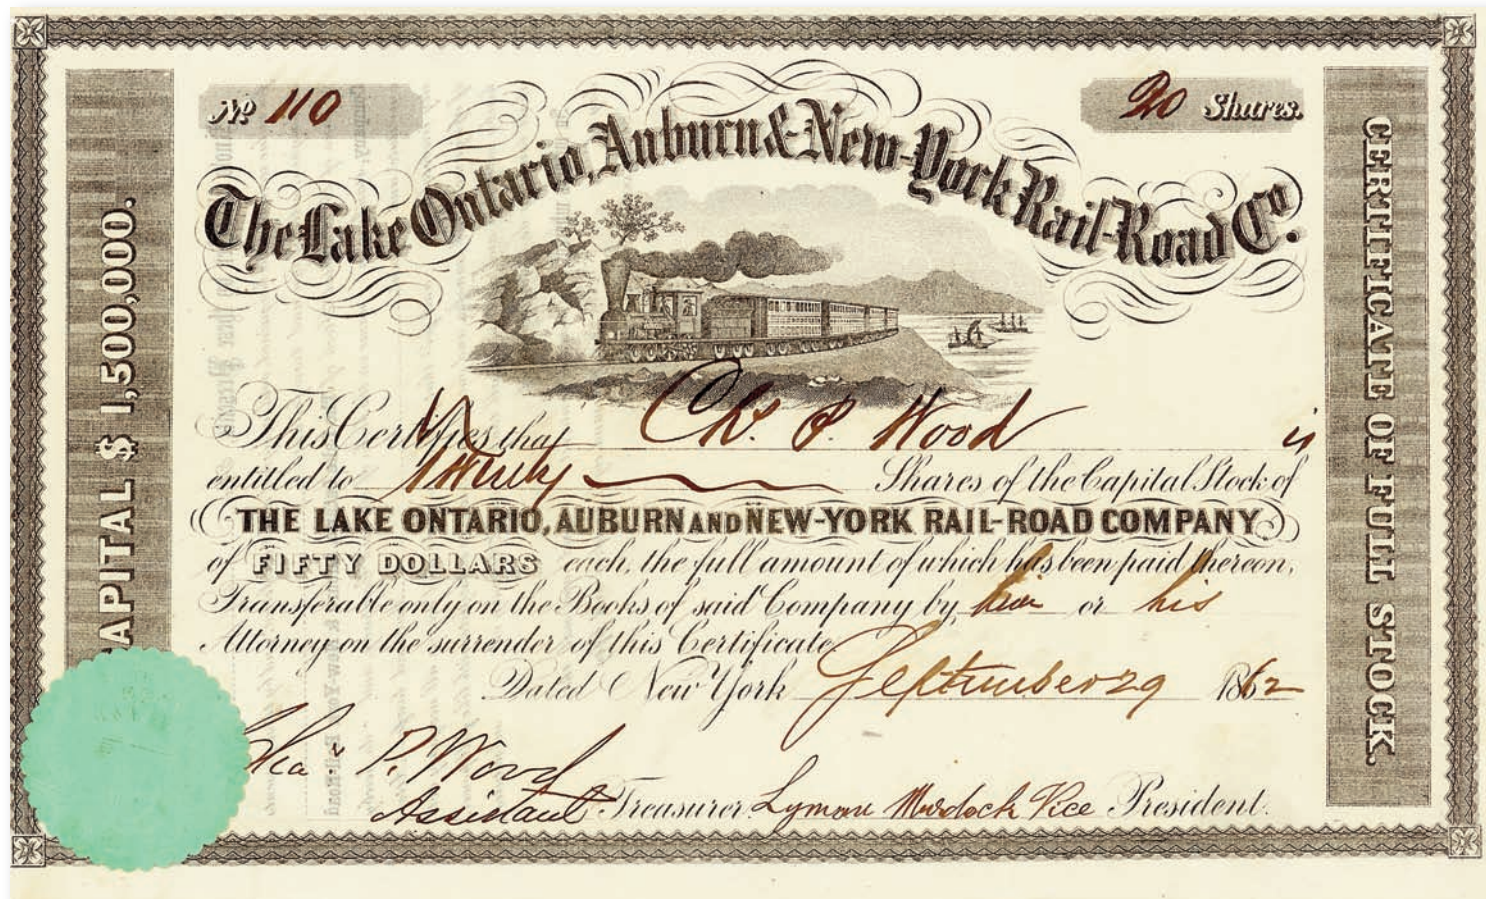 No 110
20 Shares.
The Lake Ontario, Auburn & New-York Rail-Road Co.
CAPITAL $ 1,500,000.
CERTIFICATE OF FULL STOCK.
This Certifies that Chs. P. Wood is
entitled to Twenty Shares of the Capital Stock of
THE LAKE ONTARIO, AUBURN AND NEW-YORK RAIL-ROAD COMPANY
of FIFTY DOLLARS each, the full amount of which has been paid thereon,
Transferable only on the Books of said Company by him or his
Attorney on the surrender of this Certificate
Dated New York September 29 1862
Chas. P. Wood
Assistant Treasurer. Lyman Murdock Vice President.